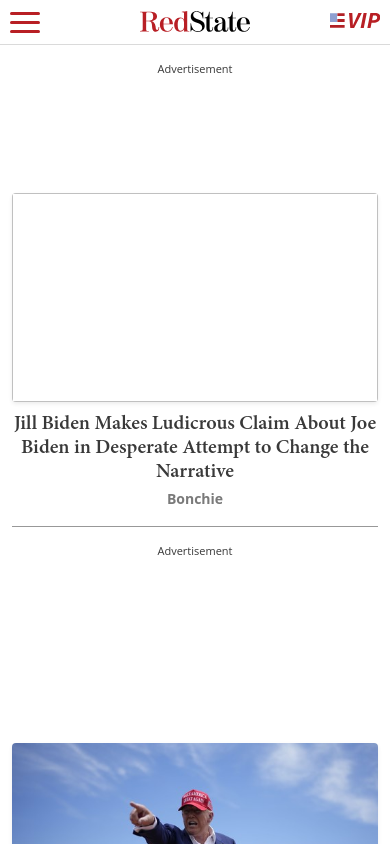 RedState
VIP
Advertisement
Jill Biden Makes Ludicrous Claim About Joe
Biden in Desperate Attempt to Change the
Narrative
Bonchie
Advertisement